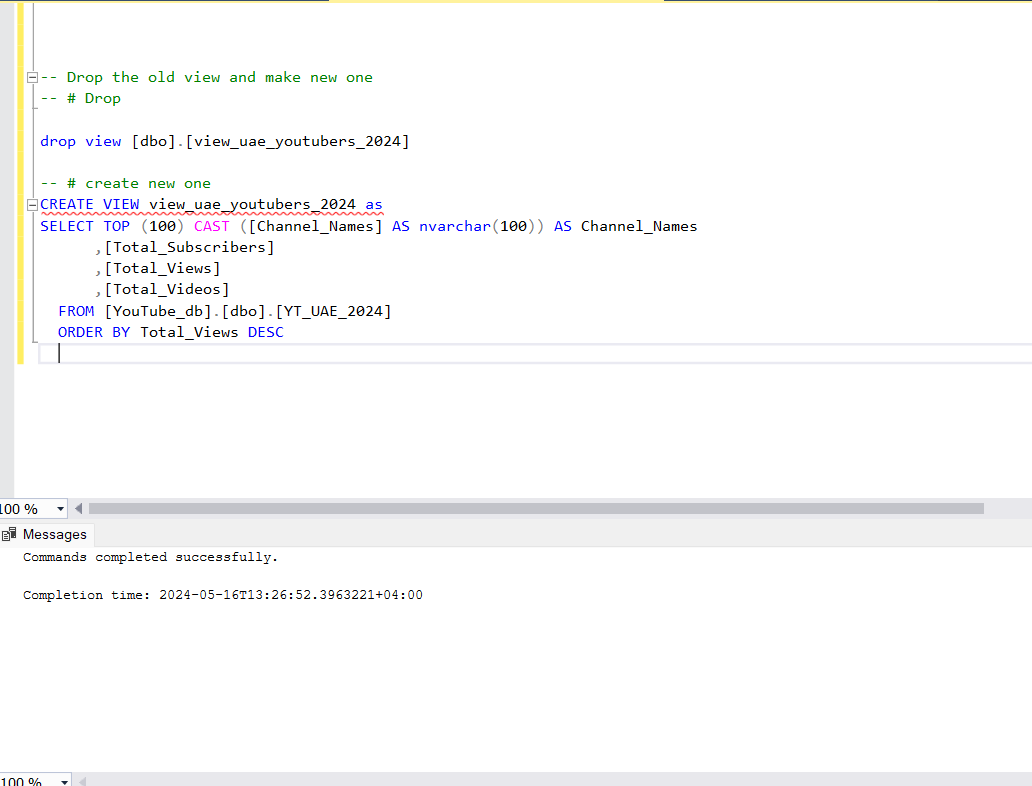 -- Drop the old view and make new one
-- # Drop
drop view [dbo].[view_uae_youtubers_2024]
-- # create new one
CREATE VIEW view_uae_youtubers_2024 as
SELECT TOP (100) CAST ([Channel_Names] AS nvarchar(100)) AS Channel_Names
,[Total_Subscribers]
,[Total_Views]
,[Total_Videos]
FROM [YouTube_db].[dbo].[YT_UAE_2024]
ORDER BY Total_Views DESC
100 %
Messages
Commands completed successfully.
Completion time: 2024-05-16T13:26:52.3963221+04:00
100 %